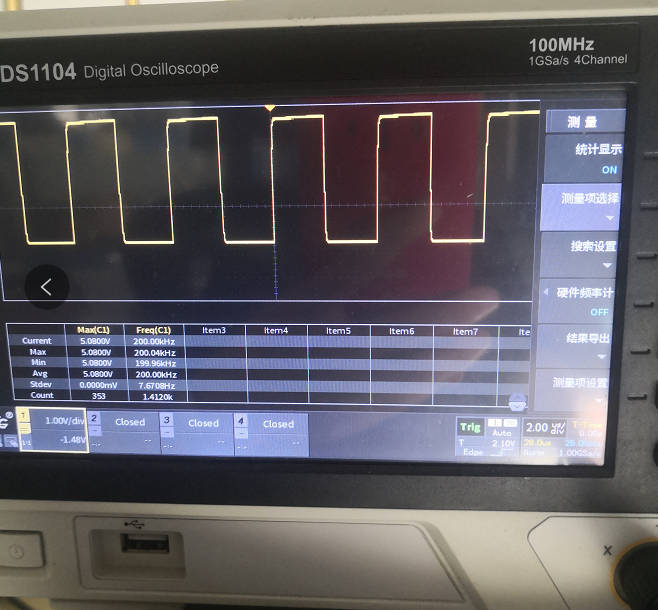 DS1104 Digital Oscilloscope
100MHz
1GSa/s 4Channel
测量
统计显示
ON
测量项选择
搜索设置
硬件频率计
OFF
结果导出
测量项设置
Max(C1) Freq(C1) Item3 Item4 Item5 Item6 Item7 Ite
Current 5.0800V 200.00kHz
Max 5.0800V 200.04kHz
Min 5.0800V 199.96kHz
Avg 5.0800V 200.00kHz
Stdev 0.0000mV 7.6708Hz
Count 353 1.4120k
1 1.00V/div
1:1 -1.48V
2 Closed -- --
3 Closed -- --
4 Closed -- --
Trig 1 Auto
T 2.10V
Edge
2.00 us/div
28.0us
Norm 1.00GSa/s
T-Time
0.00s
X